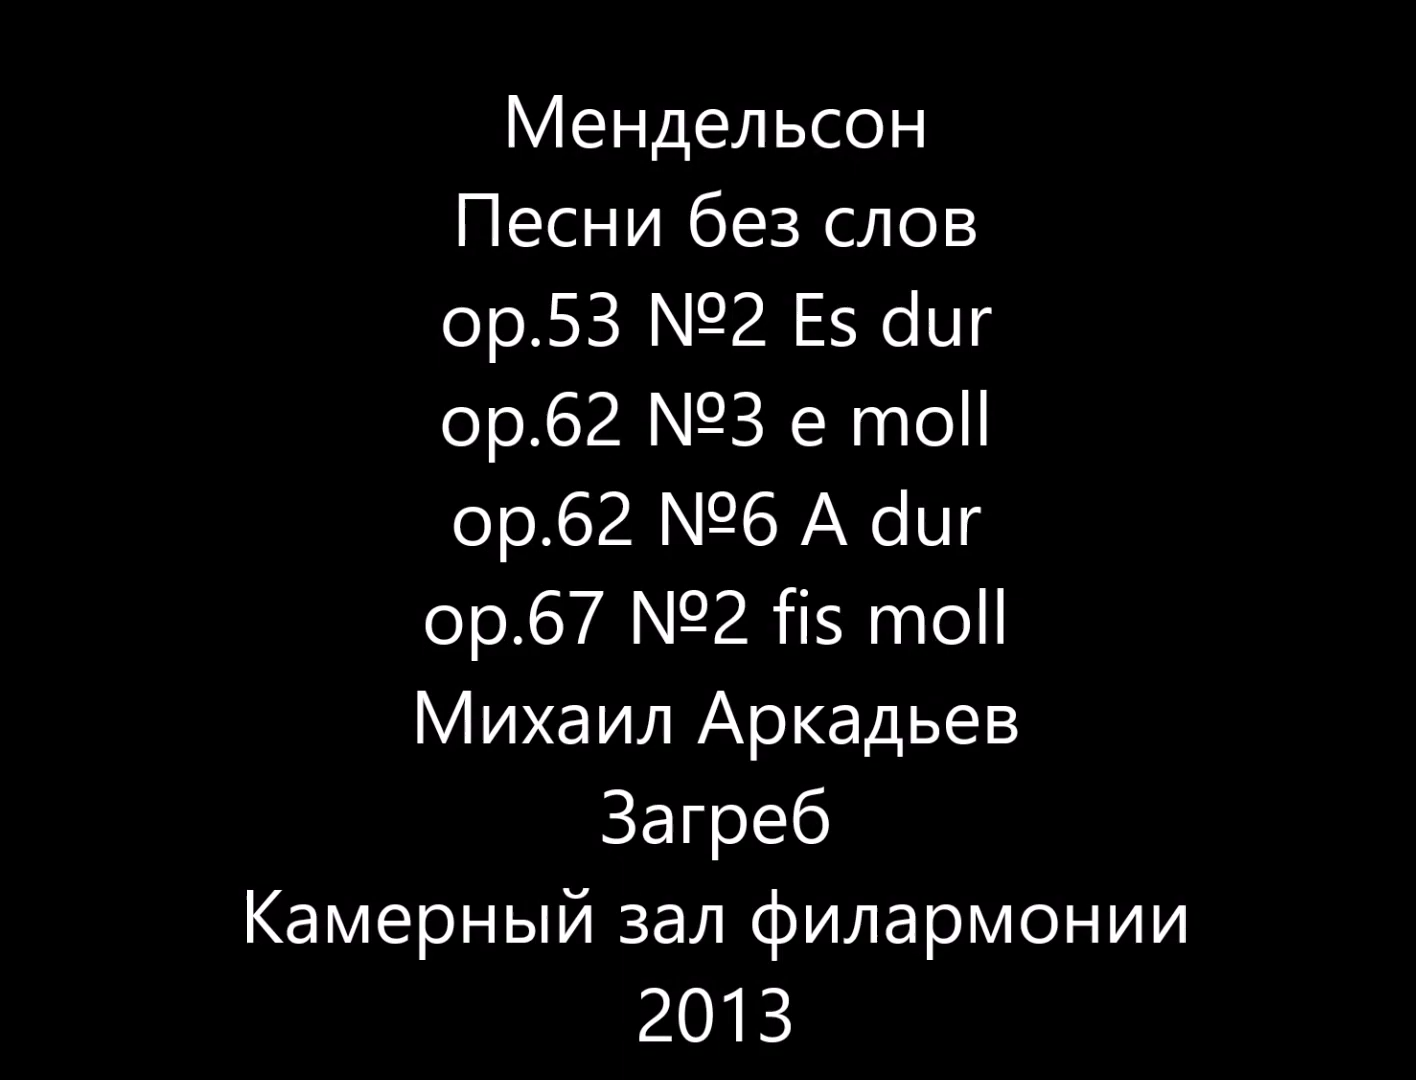 Мендельсон
Песни без слов
op.53 №2 Es dur
op.62 №3 e moll
op.62 №6 A dur
op.67 №2 fis moll
Михаил Аркадьев
Загреб
Камерный зал филармонии
2013